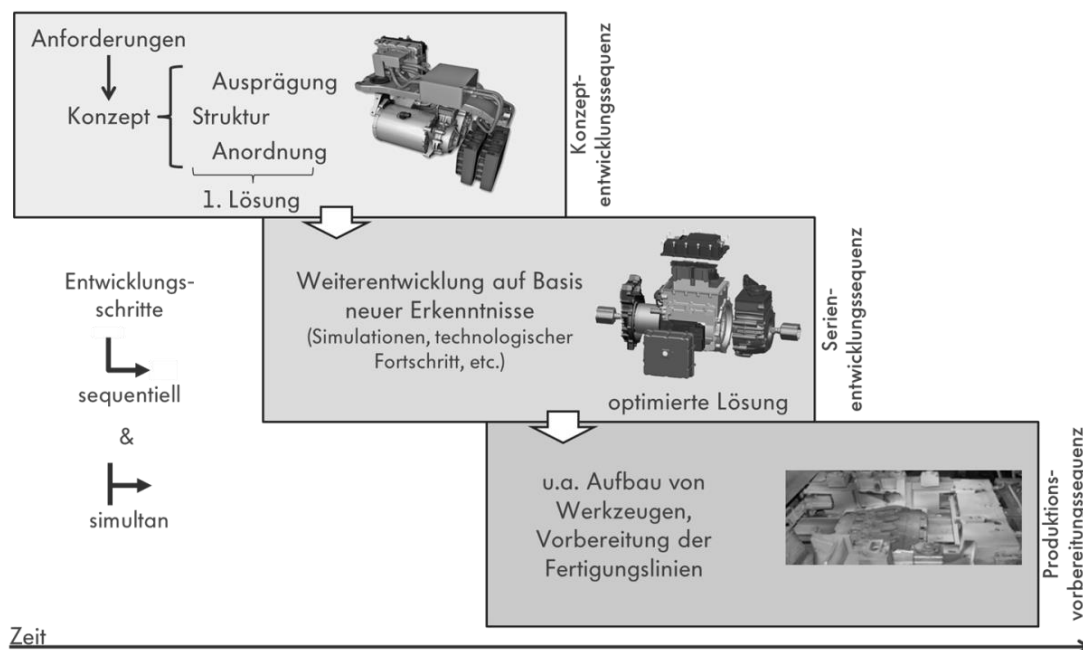 Anforderungen
Konzept
Ausprägung
Struktur
Anordnung
1. Lösung
Konzept-
entwicklungssequenz
Weiterentwicklung auf Basis
neuer Erkenntnisse
(Simulationen, technologischer
Fortschritt, etc.)
optimierte Lösung
Serien-
entwicklungssequenz
Entwicklungs-
schritte
sequentiell
&
simultan
u.a. Aufbau von
Werkzeugen,
Vorbereitung der
Fertigungslinien
Produktions-
vorbereitungssequenz
Zeit